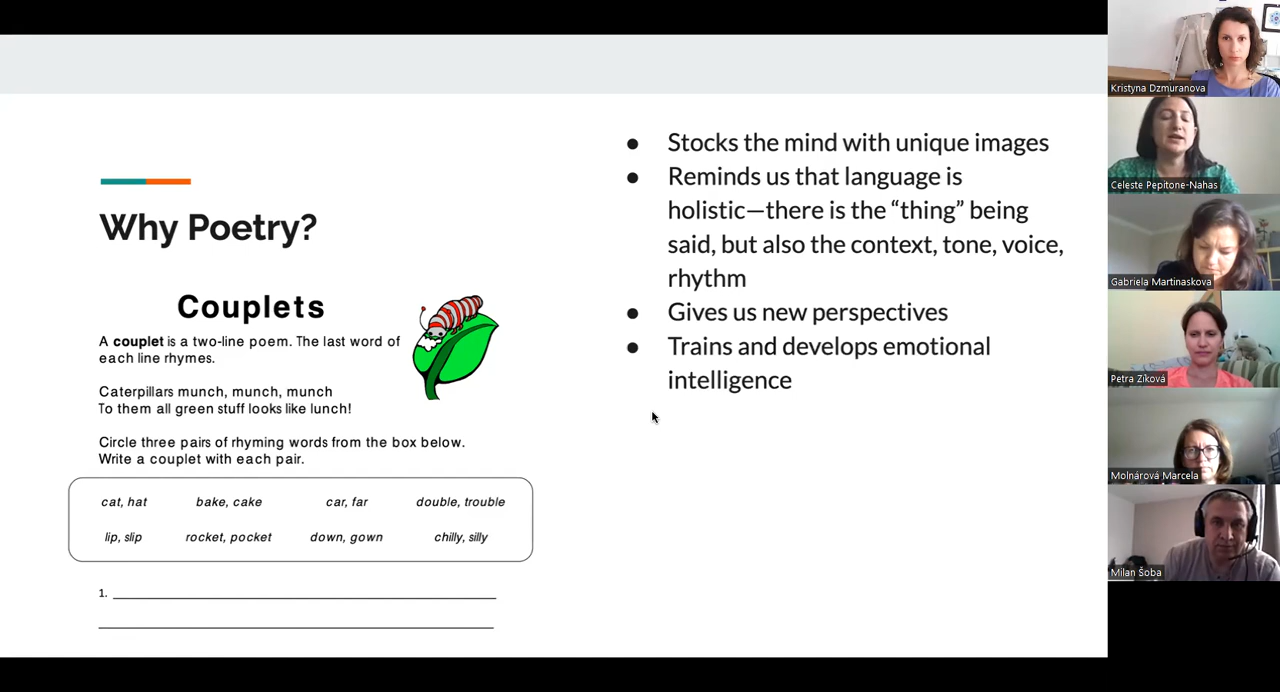 Why Poetry?
Couplets
A couplet is a two-line poem. The last word of
each line rhymes.
Caterpillars munch, munch, munch
To them all green stuff looks like lunch!
Circle three pairs of rhyming words from the box below.
Write a couplet with each pair.
cat, hat bake, cake car, far double, trouble
lip, slip rocket, pocket down, gown chilly, silly
1.
● Stocks the mind with unique images
● Reminds us that language is
holistic—there is the “thing” being
said, but also the context, tone, voice,
rhythm
● Gives us new perspectives
● Trains and develops emotional
intelligence
Kristyna Dzmuranova
Celeste Pepitone-Nahas
Gabriela Martinaskova
Petra Zíková
Molnárová Marcela
Milan Šoba